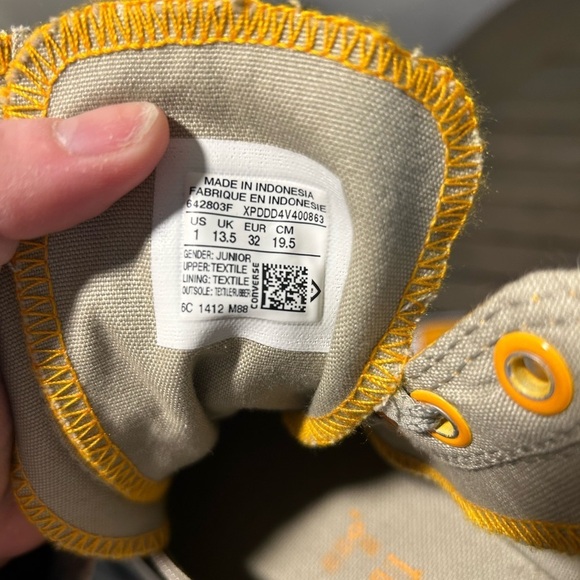 MADE IN INDONESIA
FABRIQUE EN INDONESIE
642803F XPDDD4V400863
US UK EUR CM
1 13.5 32 19.5
GENDER: JUNIOR
UPPER: TEXTILE
LINING: TEXTILE
OUTSOLE: TEXTILE/RUBBER
CONVERSE
6C 1412 M88